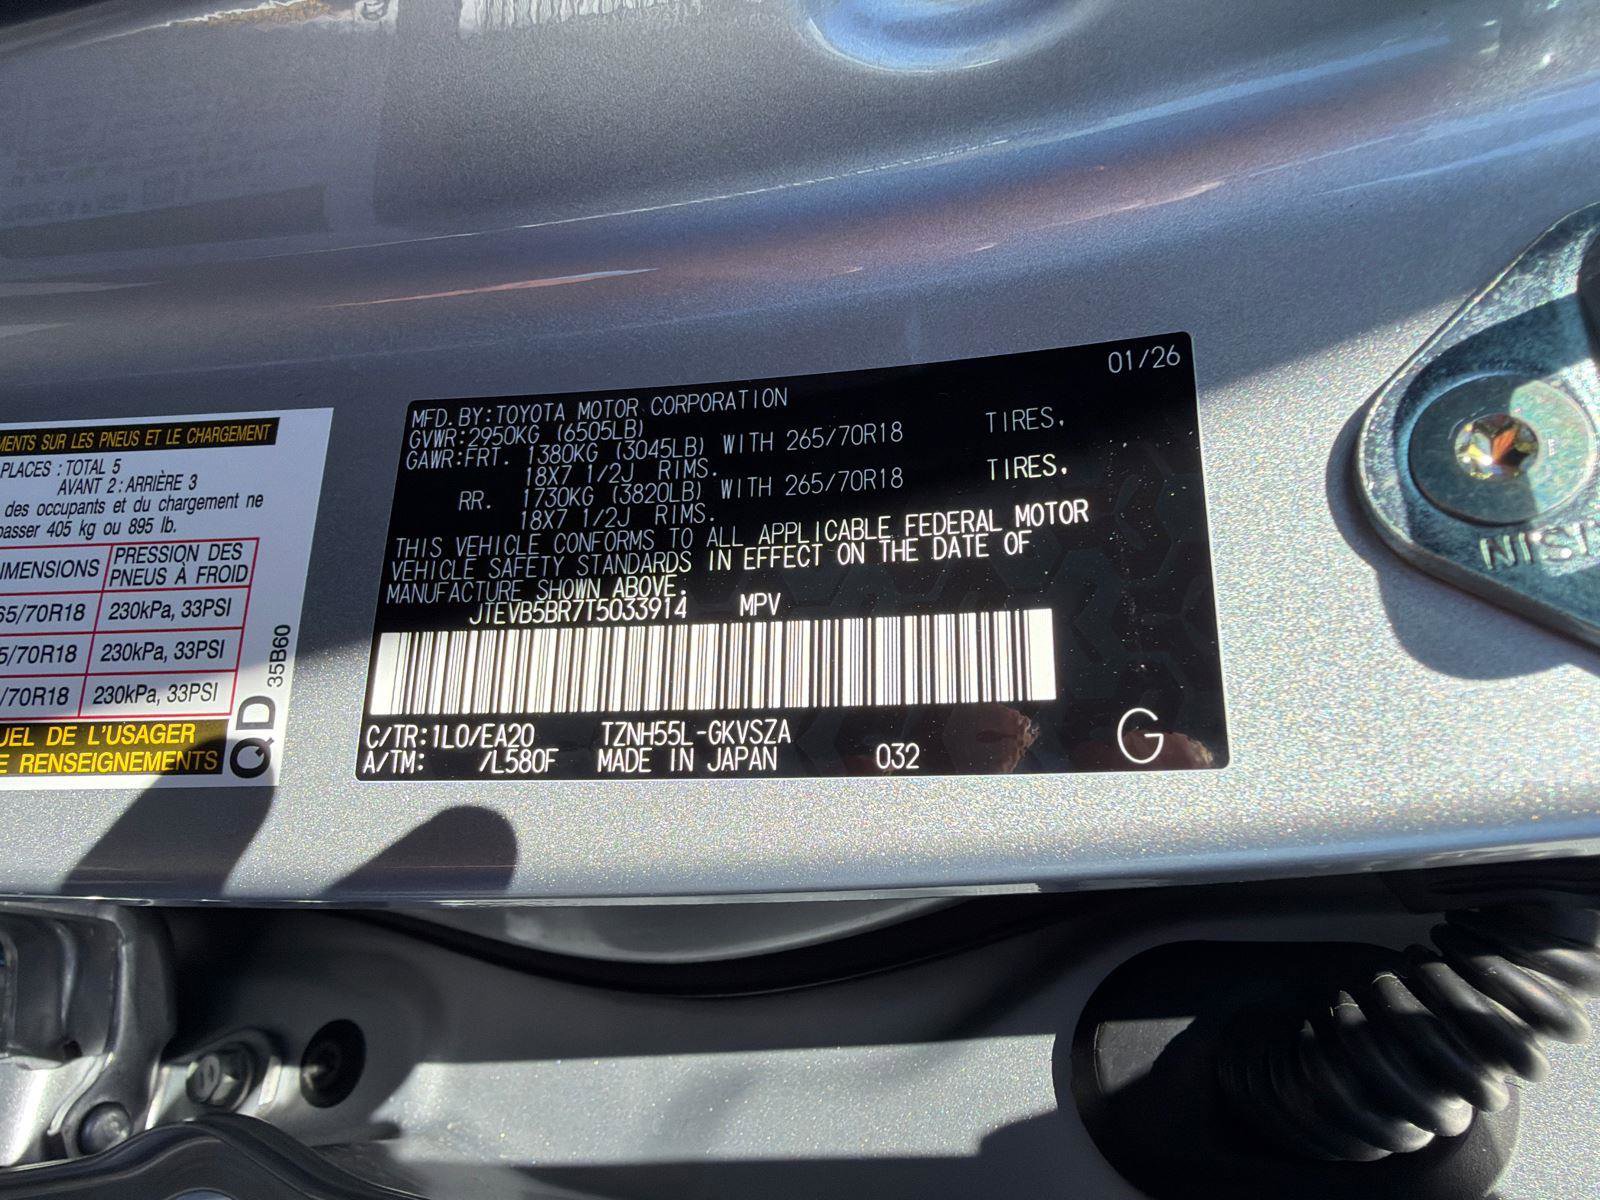 MENTS SUR LES PNEUS ET LE CHARGEMENT
PLACES : TOTAL 5
AVANT 2 : ARRIÈRE 3
des occupants et du chargement ne
passer 405 kg ou 895 lb.
IMENSIONS PRESSION DES PNEUS À FROID
65/70R18 230kPa, 33PSI
5/70R18 230kPa, 33PSI
/70R18 230kPa, 33PSI
UEL DE L'USAGER
E RENSEIGNEMENTS
QD 35B60
01/26
MFD.BY:TOYOTA MOTOR CORPORATION
GVWR:2950KG (6505LB)
GAWR:FRT. 1380KG (3045LB) WITH 265/70R18 TIRES,
18X7 1/2J RIMS.
RR. 1730KG (3820LB) WITH 265/70R18 TIRES,
18X7 1/2J RIMS.
THIS VEHICLE CONFORMS TO ALL APPLICABLE FEDERAL MOTOR
VEHICLE SAFETY STANDARDS IN EFFECT ON THE DATE OF
MANUFACTURE SHOWN ABOVE.
JTEVB5BR7T5033914 MPV
C/TR:1L0/EA20 TZNH55L-GKVSZA
A/TM: /L580F MADE IN JAPAN 032 G